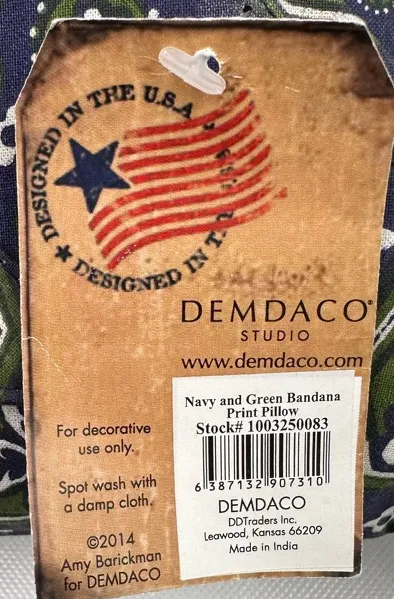 DESIGNED IN THE U.S.A
DESIGNED IN T
DEMDACO®
STUDIO
www.demdaco.com
For decorative
use only.
Spot wash with
a damp cloth.
©2014
Amy Barickman
for DEMDACO
Navy and Green Bandana
Print Pillow
Stock# 1003250083
6 387132 907310
DEMDACO
DDTraders Inc.
Leawood, Kansas 66209
Made in India